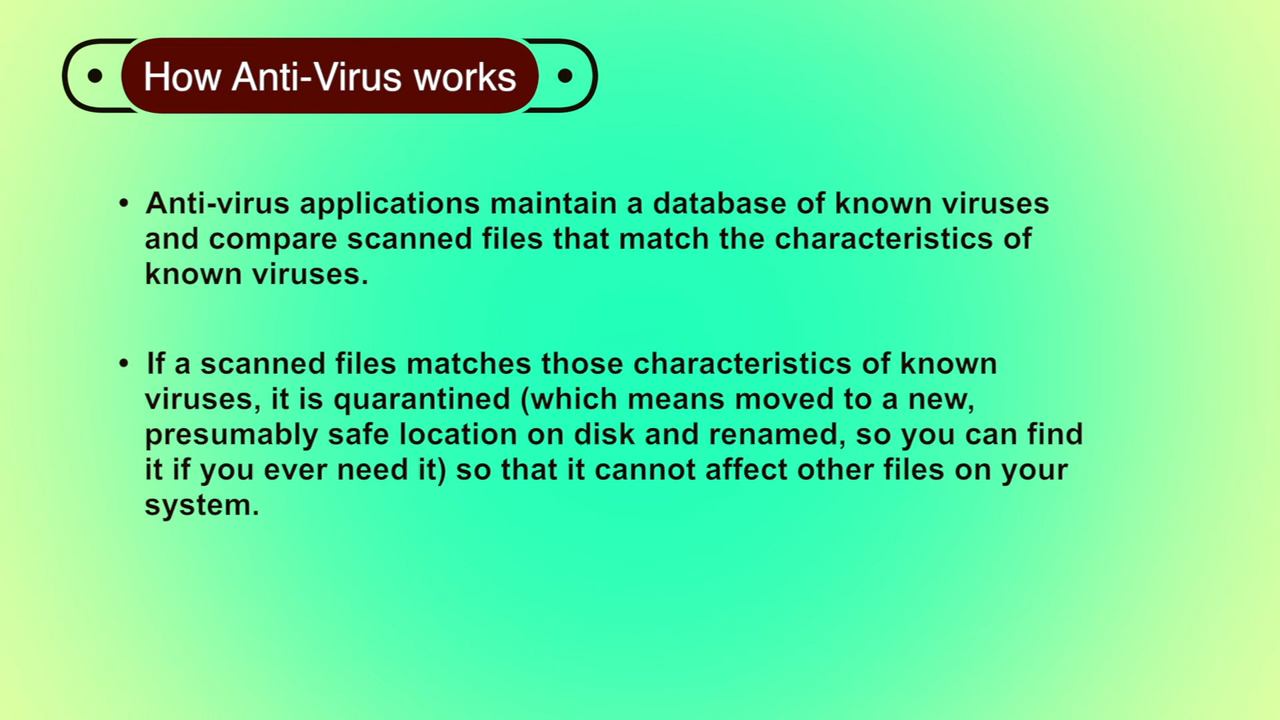 How Anti-Virus works
• Anti-virus applications maintain a database of known viruses
and compare scanned files that match the characteristics of
known viruses.
• If a scanned files matches those characteristics of known
viruses, it is quarantined (which means moved to a new,
presumably safe location on disk and renamed, so you can find
it if you ever need it) so that it cannot affect other files on your
system.